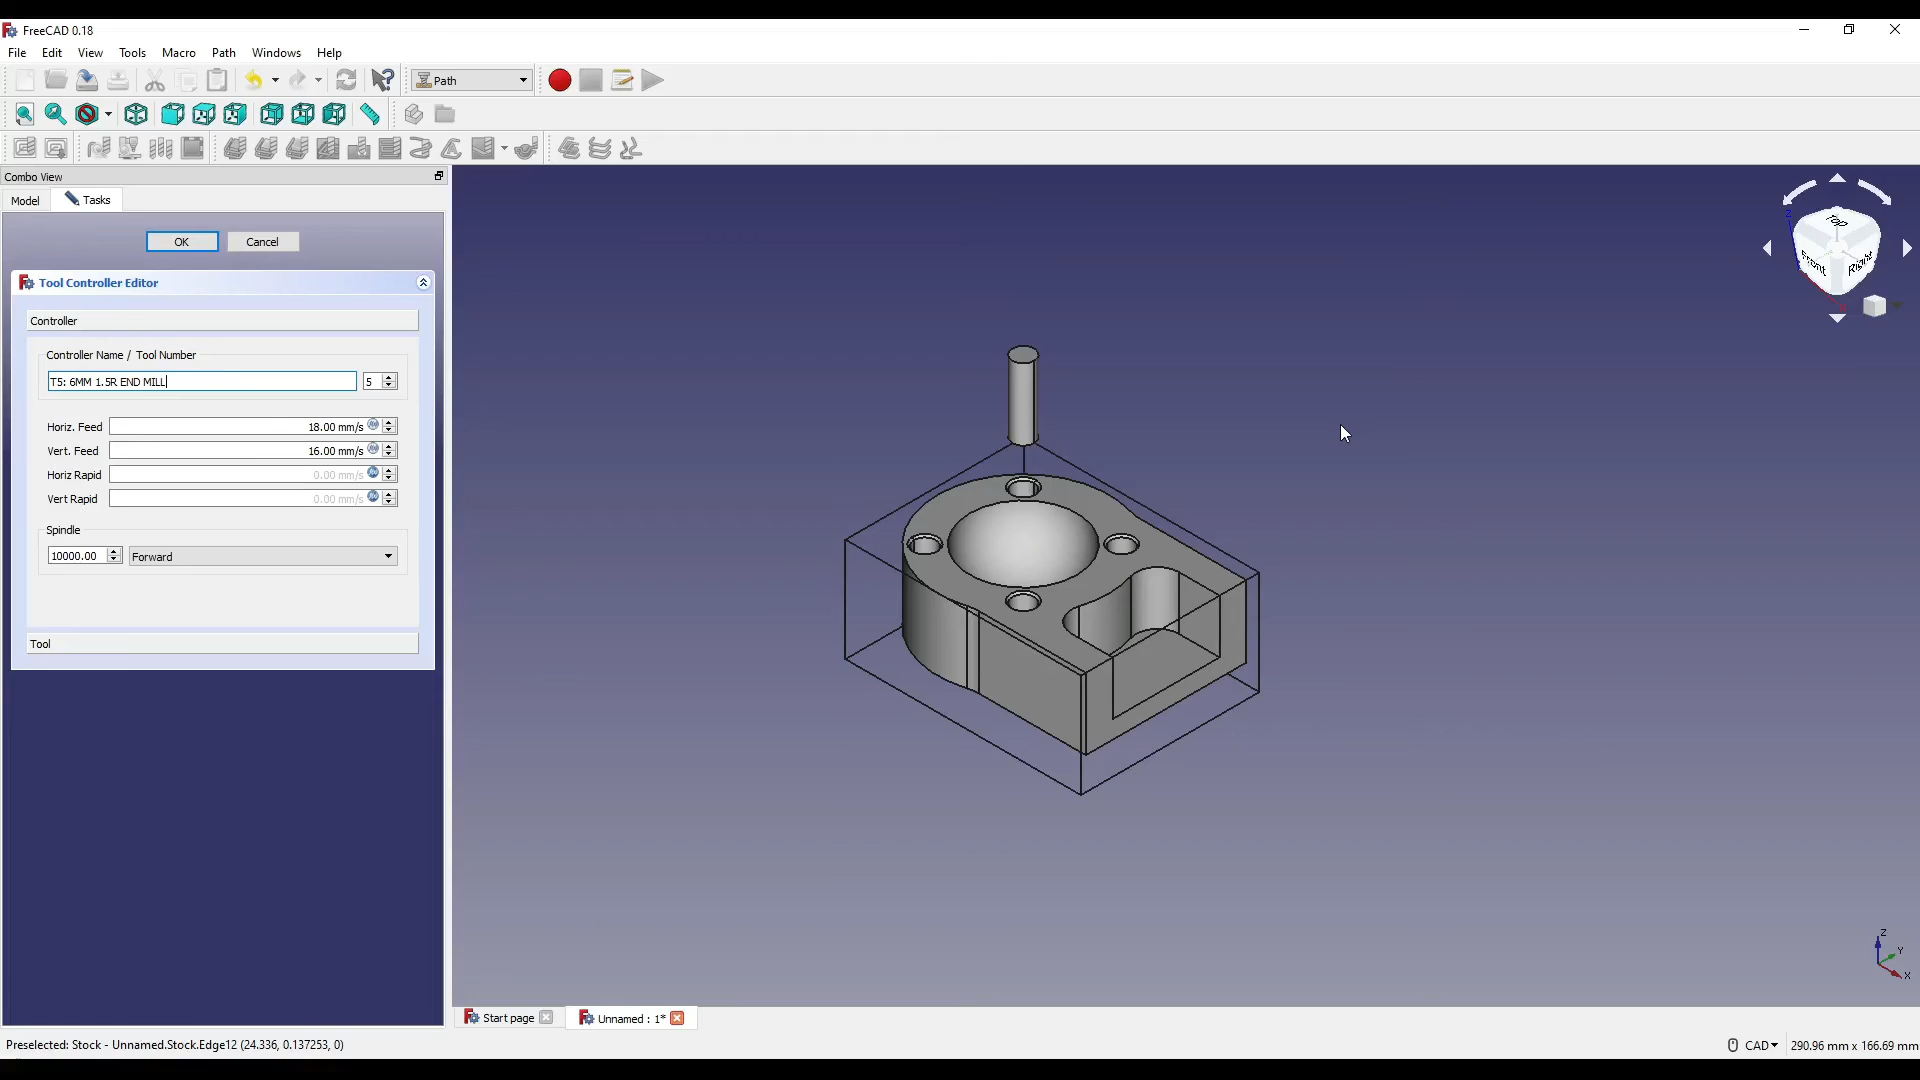 FreeCAD 0.18
File Edit View Tools Macro Path Windows Help
Path
Combo View
Model Tasks
OK Cancel
Tool Controller Editor
Controller
Controller Name / Tool Number
T5: 6MM 1.5R END MILL 5
Horiz. Feed 18.00 mm/s
Vert. Feed 16.00 mm/s
Horiz Rapid 0.00 mm/s
Vert Rapid 0.00 mm/s
Spindle
10000.00 Forward
Tool
Top
Front Right
Z
Z
Y
X
Start page Unnamed : 1*
Preselected: Stock - Unnamed.Stock.Edge12 (24.336, 0.137253, 0) CAD 290.96 mm x 166.69 mm